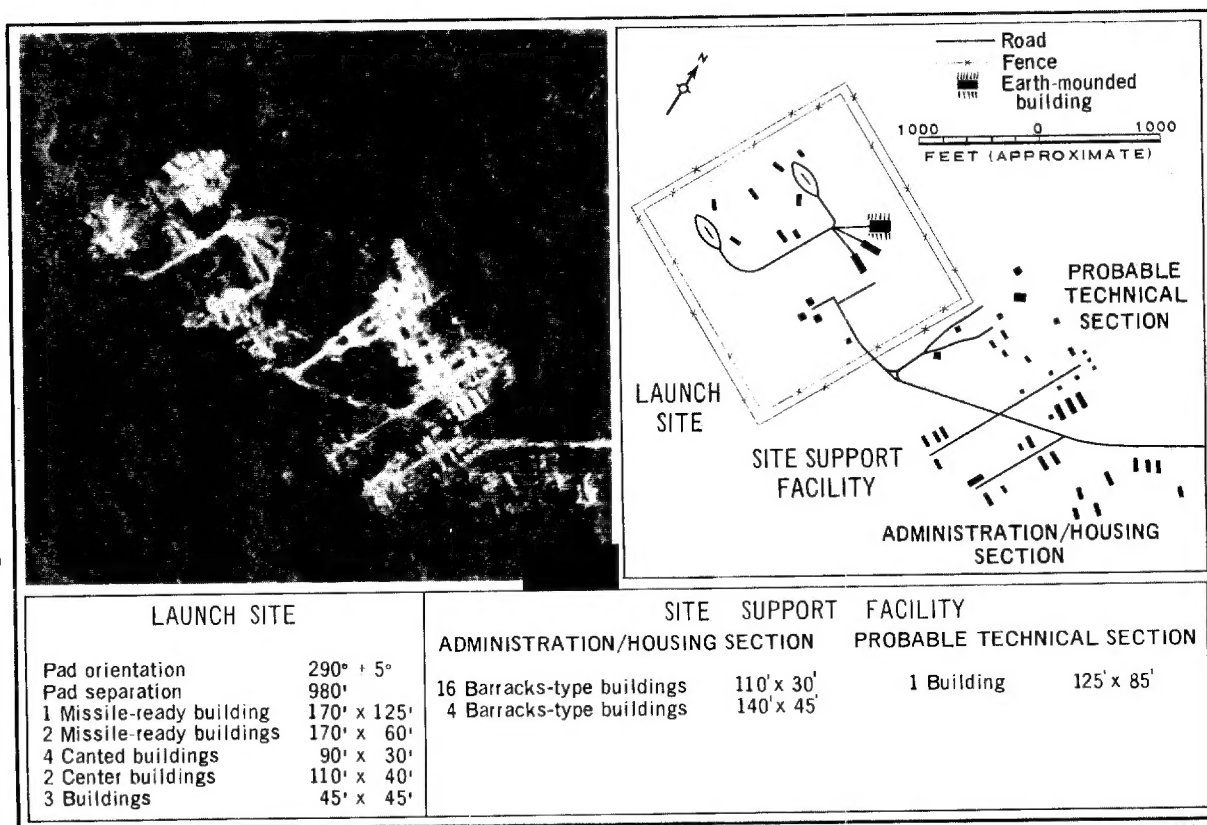 N
Road
Fence
Earth-mounded
building
1000 0 1000
FEET (APPROXIMATE)
PROBABLE
TECHNICAL
SECTION
LAUNCH
SITE
SITE SUPPORT
FACILITY
ADMINISTRATION/HOUSING
SECTION
LAUNCH SITE
Pad orientation 290° + 5°
Pad separation 980'
1 Missile-ready building 170' x 125'
2 Missile-ready buildings 170' x 60'
4 Canted buildings 90' x 30'
2 Center buildings 110' x 40'
3 Buildings 45' x 45'
SITE SUPPORT FACILITY
ADMINISTRATION/HOUSING SECTION
16 Barracks-type buildings 110' x 30'
4 Barracks-type buildings 140' x 45'
PROBABLE TECHNICAL SECTION
1 Building 125' x 85'